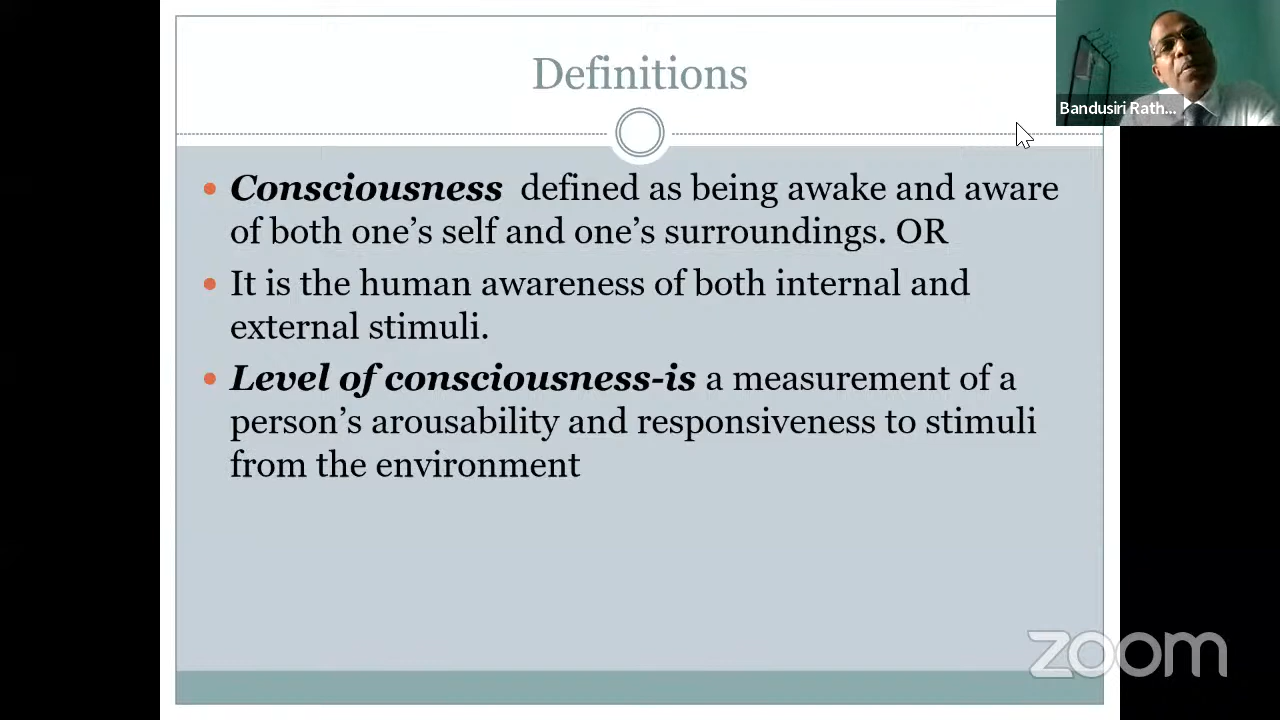 Definitions
Bandusiri Rath...
• Consciousness defined as being awake and aware
of both one’s self and one’s surroundings. OR
• It is the human awareness of both internal and
external stimuli.
• Level of consciousness-is a measurement of a
person’s arousability and responsiveness to stimuli
from the environment
zoom